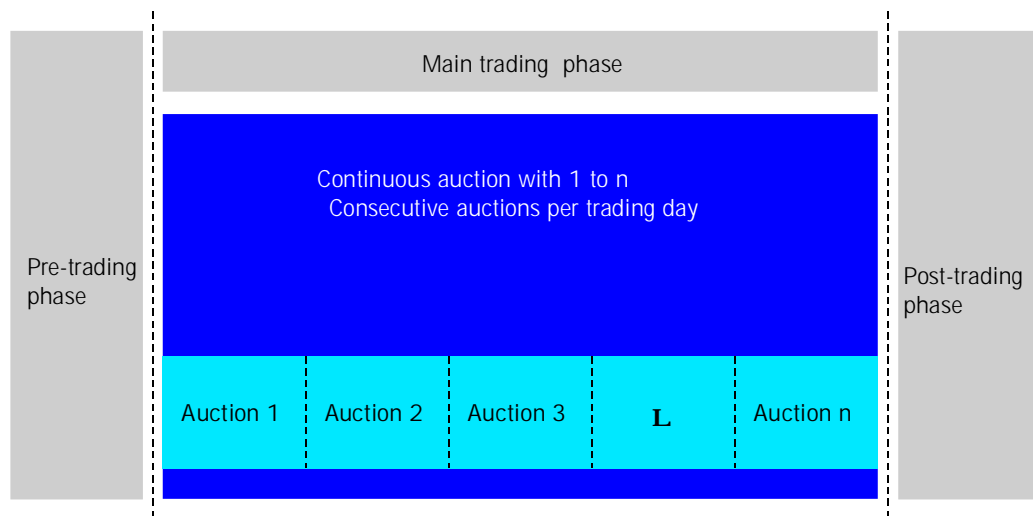 Main trading phase
Continuous auction with 1 to n
Consecutive auctions per trading day
Pre-trading
phase
Post-trading
phase
Auction 1
Auction 2
Auction 3
L
Auction n